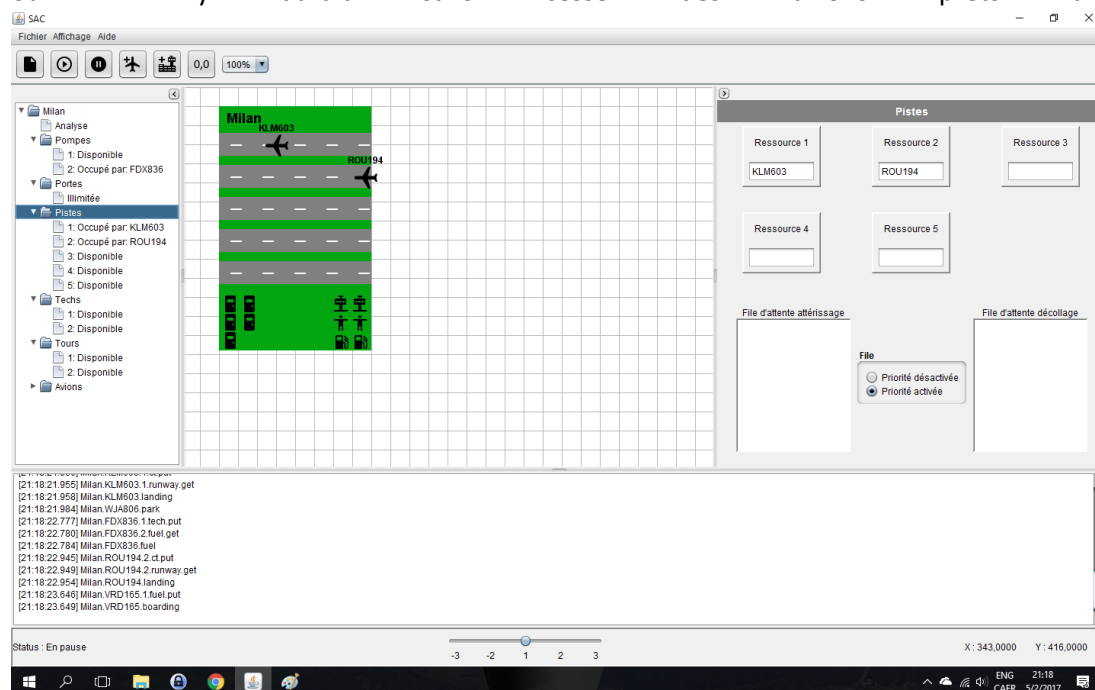 SAC
Fichier Affichage Aide
0,0 100%
Milan
Analyse
Pompes
1: Disponible
2: Occupé par: FDX836
Portes
Illimitée
Pistes
1: Occupé par: KLM603
2: Occupé par: ROU194
3: Disponible
4: Disponible
5: Disponible
Techs
1: Disponible
2: Disponible
Tours
1: Disponible
2: Disponible
Avions
Milan
KLM603
ROU194
Pistes
Ressource 1 Ressource 2 Ressource 3
KLM603 ROU194
Ressource 4 Ressource 5
File d'attente attérissage File d'attente décollage
File
Priorité désactivée
Priorité activée
[21:18:21.955] Milan.KLM603.1.runway.get
[21:18:21.958] Milan.KLM603.landing
[21:18:21.984] Milan.WJA806.park
[21:18:22.777] Milan.FDX836.1.tech.put
[21:18:22.780] Milan.FDX836.2.fuel.get
[21:18:22.784] Milan.FDX836.fuel
[21:18:22.945] Milan.ROU194.2.ct.put
[21:18:22.949] Milan.ROU194.2.runway.get
[21:18:22.954] Milan.ROU194.landing
[21:18:23.646] Milan.VRD165.1.fuel.put
[21:18:23.649] Milan.VRD165.boarding
Status : En pause
-3 -2 1 2 3
X : 343,0000 Y : 416,0000
ENG 21:18
CAFR 5/2/2017